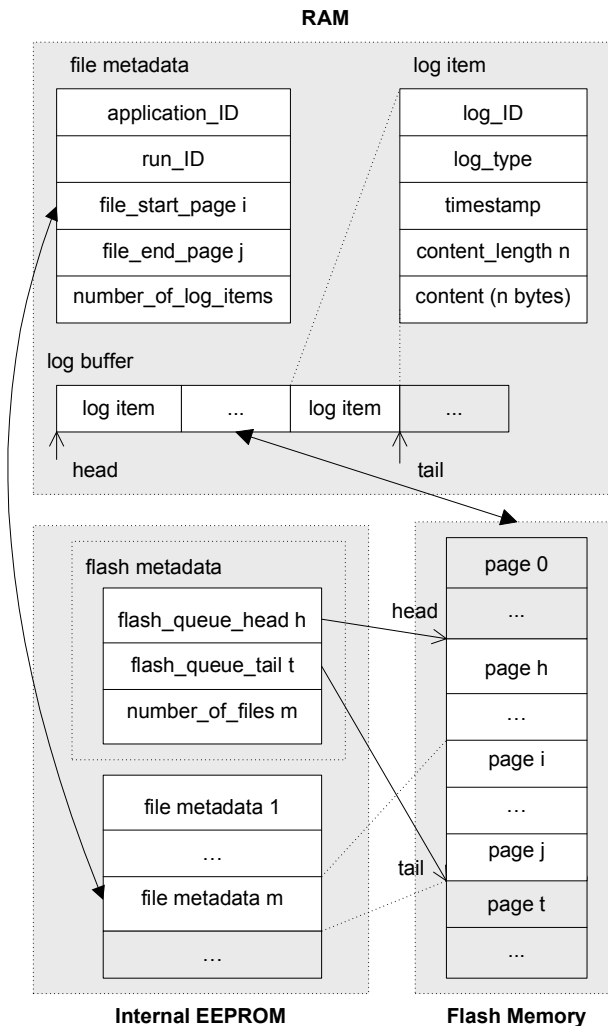 RAM
file metadata
application_ID
run_ID
file_start_page i
file_end_page j
number_of_log_items
log item
log_ID
log_type
timestamp
content_length n
content (n bytes)
log buffer
log item
...
log item
...
head
tail
flash metadata
flash_queue_head h
flash_queue_tail t
number_of_files m
file metadata 1
...
file metadata m
...
Internal EEPROM
head
tail
page 0
...
page h
...
page i
...
page j
page t
...
Flash Memory